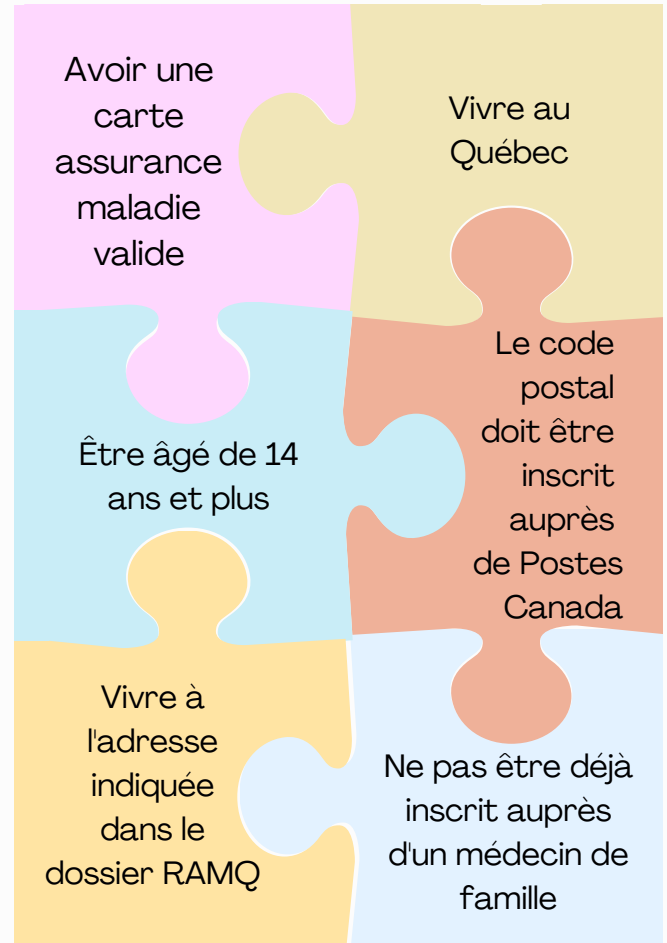 Avoir une
carte
assurance
maladie
valide
Vivre au
Québec
Être âgé de 14
ans et plus
Le code
postal
doit être
inscrit
auprès
de Postes
Canada
Vivre à
l'adresse
indiquée
dans le
dossier RAMQ
Ne pas être déjà
inscrit auprès
d'un médecin de
famille